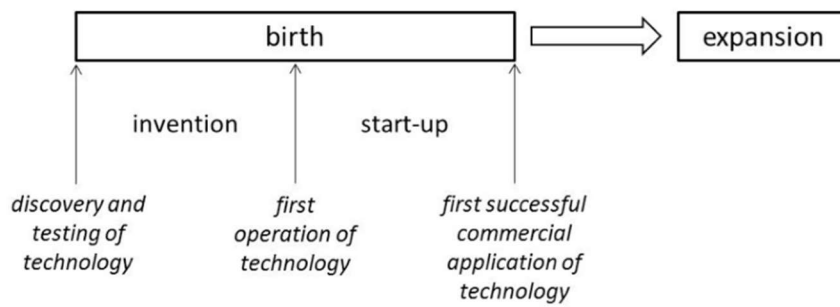 birth
expansion
invention
start-up
discovery and
testing of
technology
first
operation of
technology
first successful
commercial
application of
technology